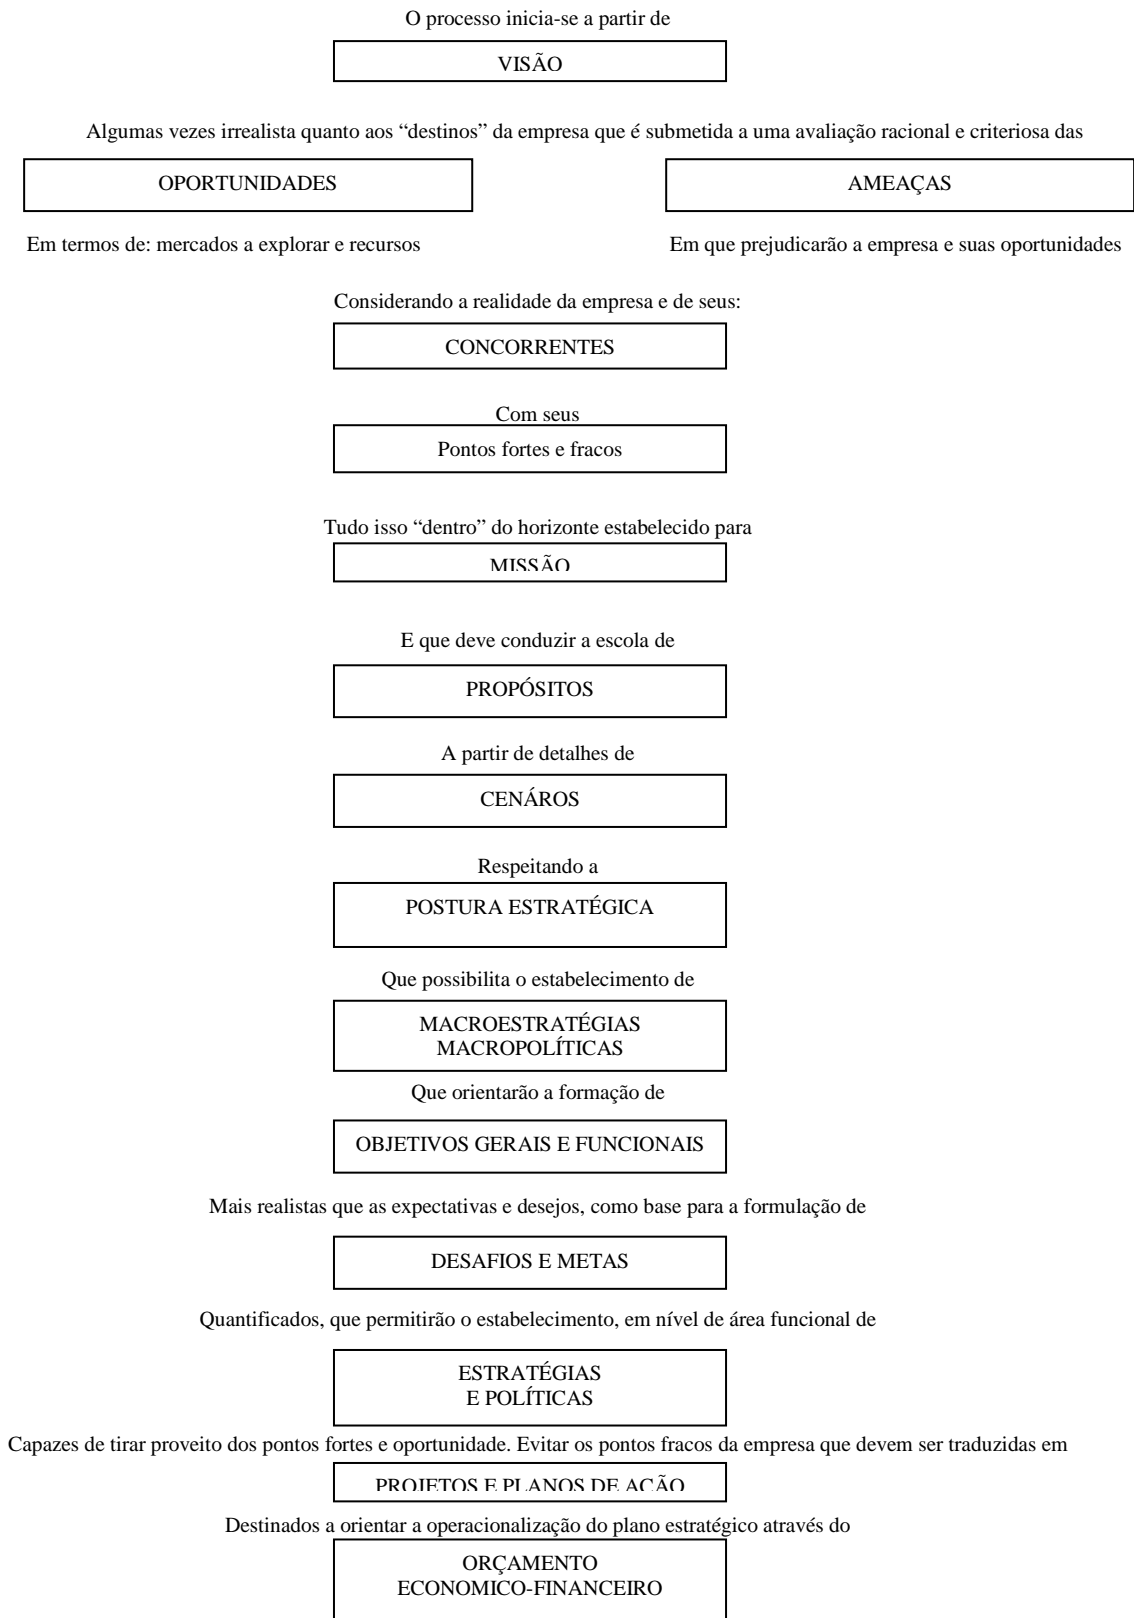 O processo inicia-se a partir de
VISÃO
Algumas vezes irrealista quanto aos “destinos” da empresa que é submetida a uma avaliação racional e criteriosa das
OPORTUNIDADES
AMEAÇAS
Em termos de: mercados a explorar e recursos
Em que prejudicarão a empresa e suas oportunidades
Considerando a realidade da empresa e de seus:
CONCORRENTES
Com seus
Pontos fortes e fracos
Tudo isso “dentro” do horizonte estabelecido para
MISSÃO
E que deve conduzir a escola de
PROPÓSITOS
A partir de detalhes de
CENÁROS
Respeitando a
POSTURA ESTRATÉGICA
Que possibilita o estabelecimento de
MACROESTRATÉGIAS
MACROPOLÍTICAS
Que orientarão a formação de
OBJETIVOS GERAIS E FUNCIONAIS
Mais realistas que as expectativas e desejos, como base para a formulação de
DESAFIOS E METAS
Quantificados, que permitirão o estabelecimento, em nível de área funcional de
ESTRATÉGIAS
E POLÍTICAS
Capazes de tirar proveito dos pontos fortes e oportunidade. Evitar os pontos fracos da empresa que devem ser traduzidas em
PROJETOS E PLANOS DE AÇÃO
Destinados a orientar a operacionalização do plano estratégico através do
ORÇAMENTO
ECONOMICO-FINANCEIRO